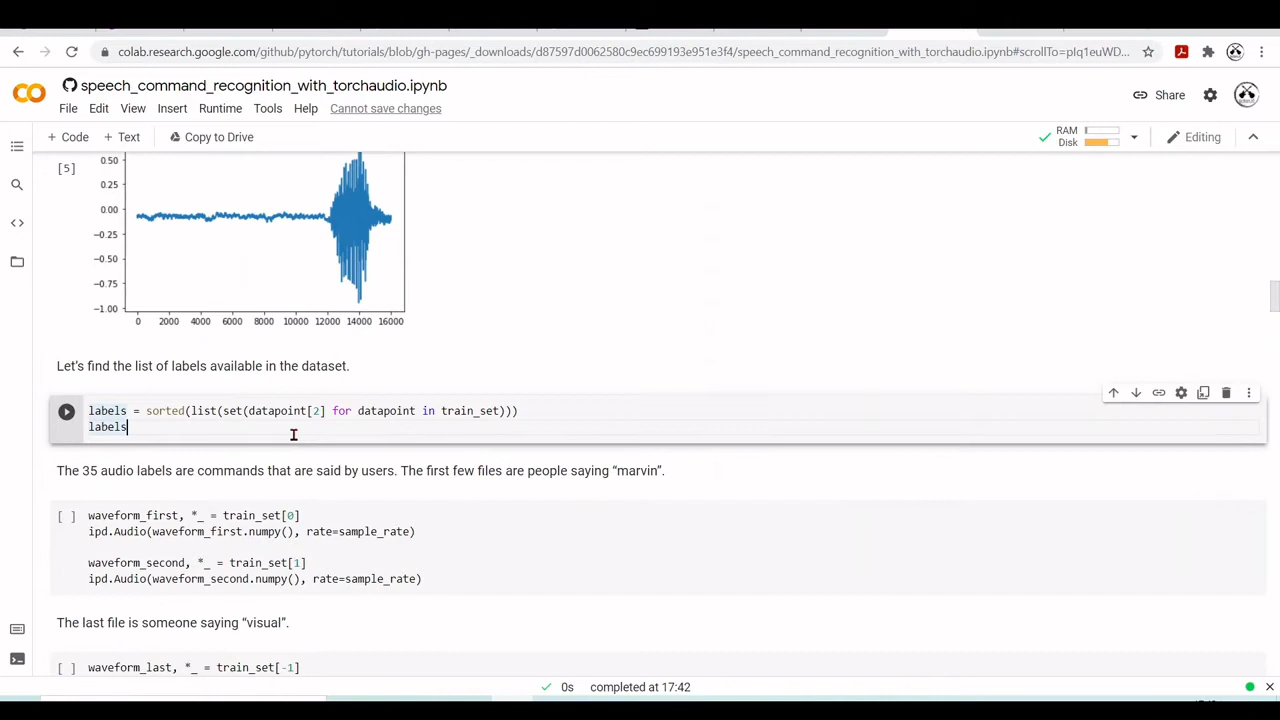 colab.research.google.com/github/pytorch/tutorials/blob/gh-pages/_downloads/d87597d0062580c9ec699193e951e3f4/speech_command_recognition_with_torchaudio.ipynb#scrollTo=pIq1euWD...
speech_command_recognition_with_torchaudio.ipynb
File Edit View Insert Runtime Tools Help Cannot save changes
Share
+ Code + Text Copy to Drive
RAM
Disk
Editing
[5]
0.50
0.25
0.00
−0.25
−0.50
−0.75
−1.00
0 2000 4000 6000 8000 10000 12000 14000 16000
Let's find the list of labels available in the dataset.
labels = sorted(list(set(datapoint[2] for datapoint in train_set)))
labels
The 35 audio labels are commands that are said by users. The first few files are people saying “marvin”.
[ ] waveform_first, *_ = train_set[0]
ipd.Audio(waveform_first.numpy(), rate=sample_rate)
waveform_second, *_ = train_set[1]
ipd.Audio(waveform_second.numpy(), rate=sample_rate)
The last file is someone saying “visual”.
[ ] waveform_last, *_ = train_set[-1]
0s completed at 17:42